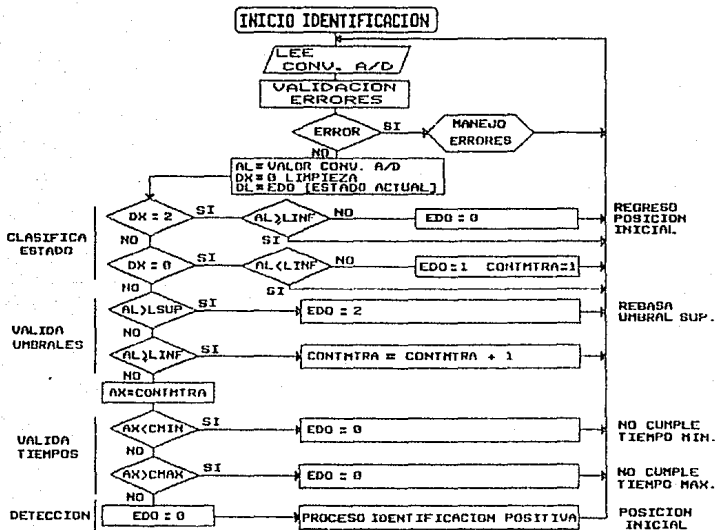 INICIO IDENTIFICACION
LEE
CONV. A/D
VALIDACION
ERRORES
ERROR
SI
MANEJO
ERRORES
NO
AL=VALOR CONV. A/D
DX=0 LIMPIEZA
DL=EDO [ESTADO ACTUAL]
CLASIFICA
ESTADO
DX=2
SI
AL>LINF
NO
EDO=0
REGRESO
POSICION
INICIAL
NO
SI
DX=0
SI
AL<LINF
NO
EDO=1 CONTMTRA=1
NO
SI
VALIDA
UMBRALES
AL>LSUP
SI
EDO=2
REBASA
UMBRAL SUP.
NO
AL>LINF
SI
CONTMTRA = CONTMTRA + 1
NO
AX=CONTMTRA
VALIDA
TIEMPOS
AX<CMIN
SI
EDO=0
NO CUMPLE
TIEMPO MIN.
NO
AX>CMAX
SI
EDO=0
NO CUMPLE
TIEMPO MAX.
NO
DETECCION
EDO=0
PROCESO IDENTIFICACION POSITIVA
POSICION
INICIAL